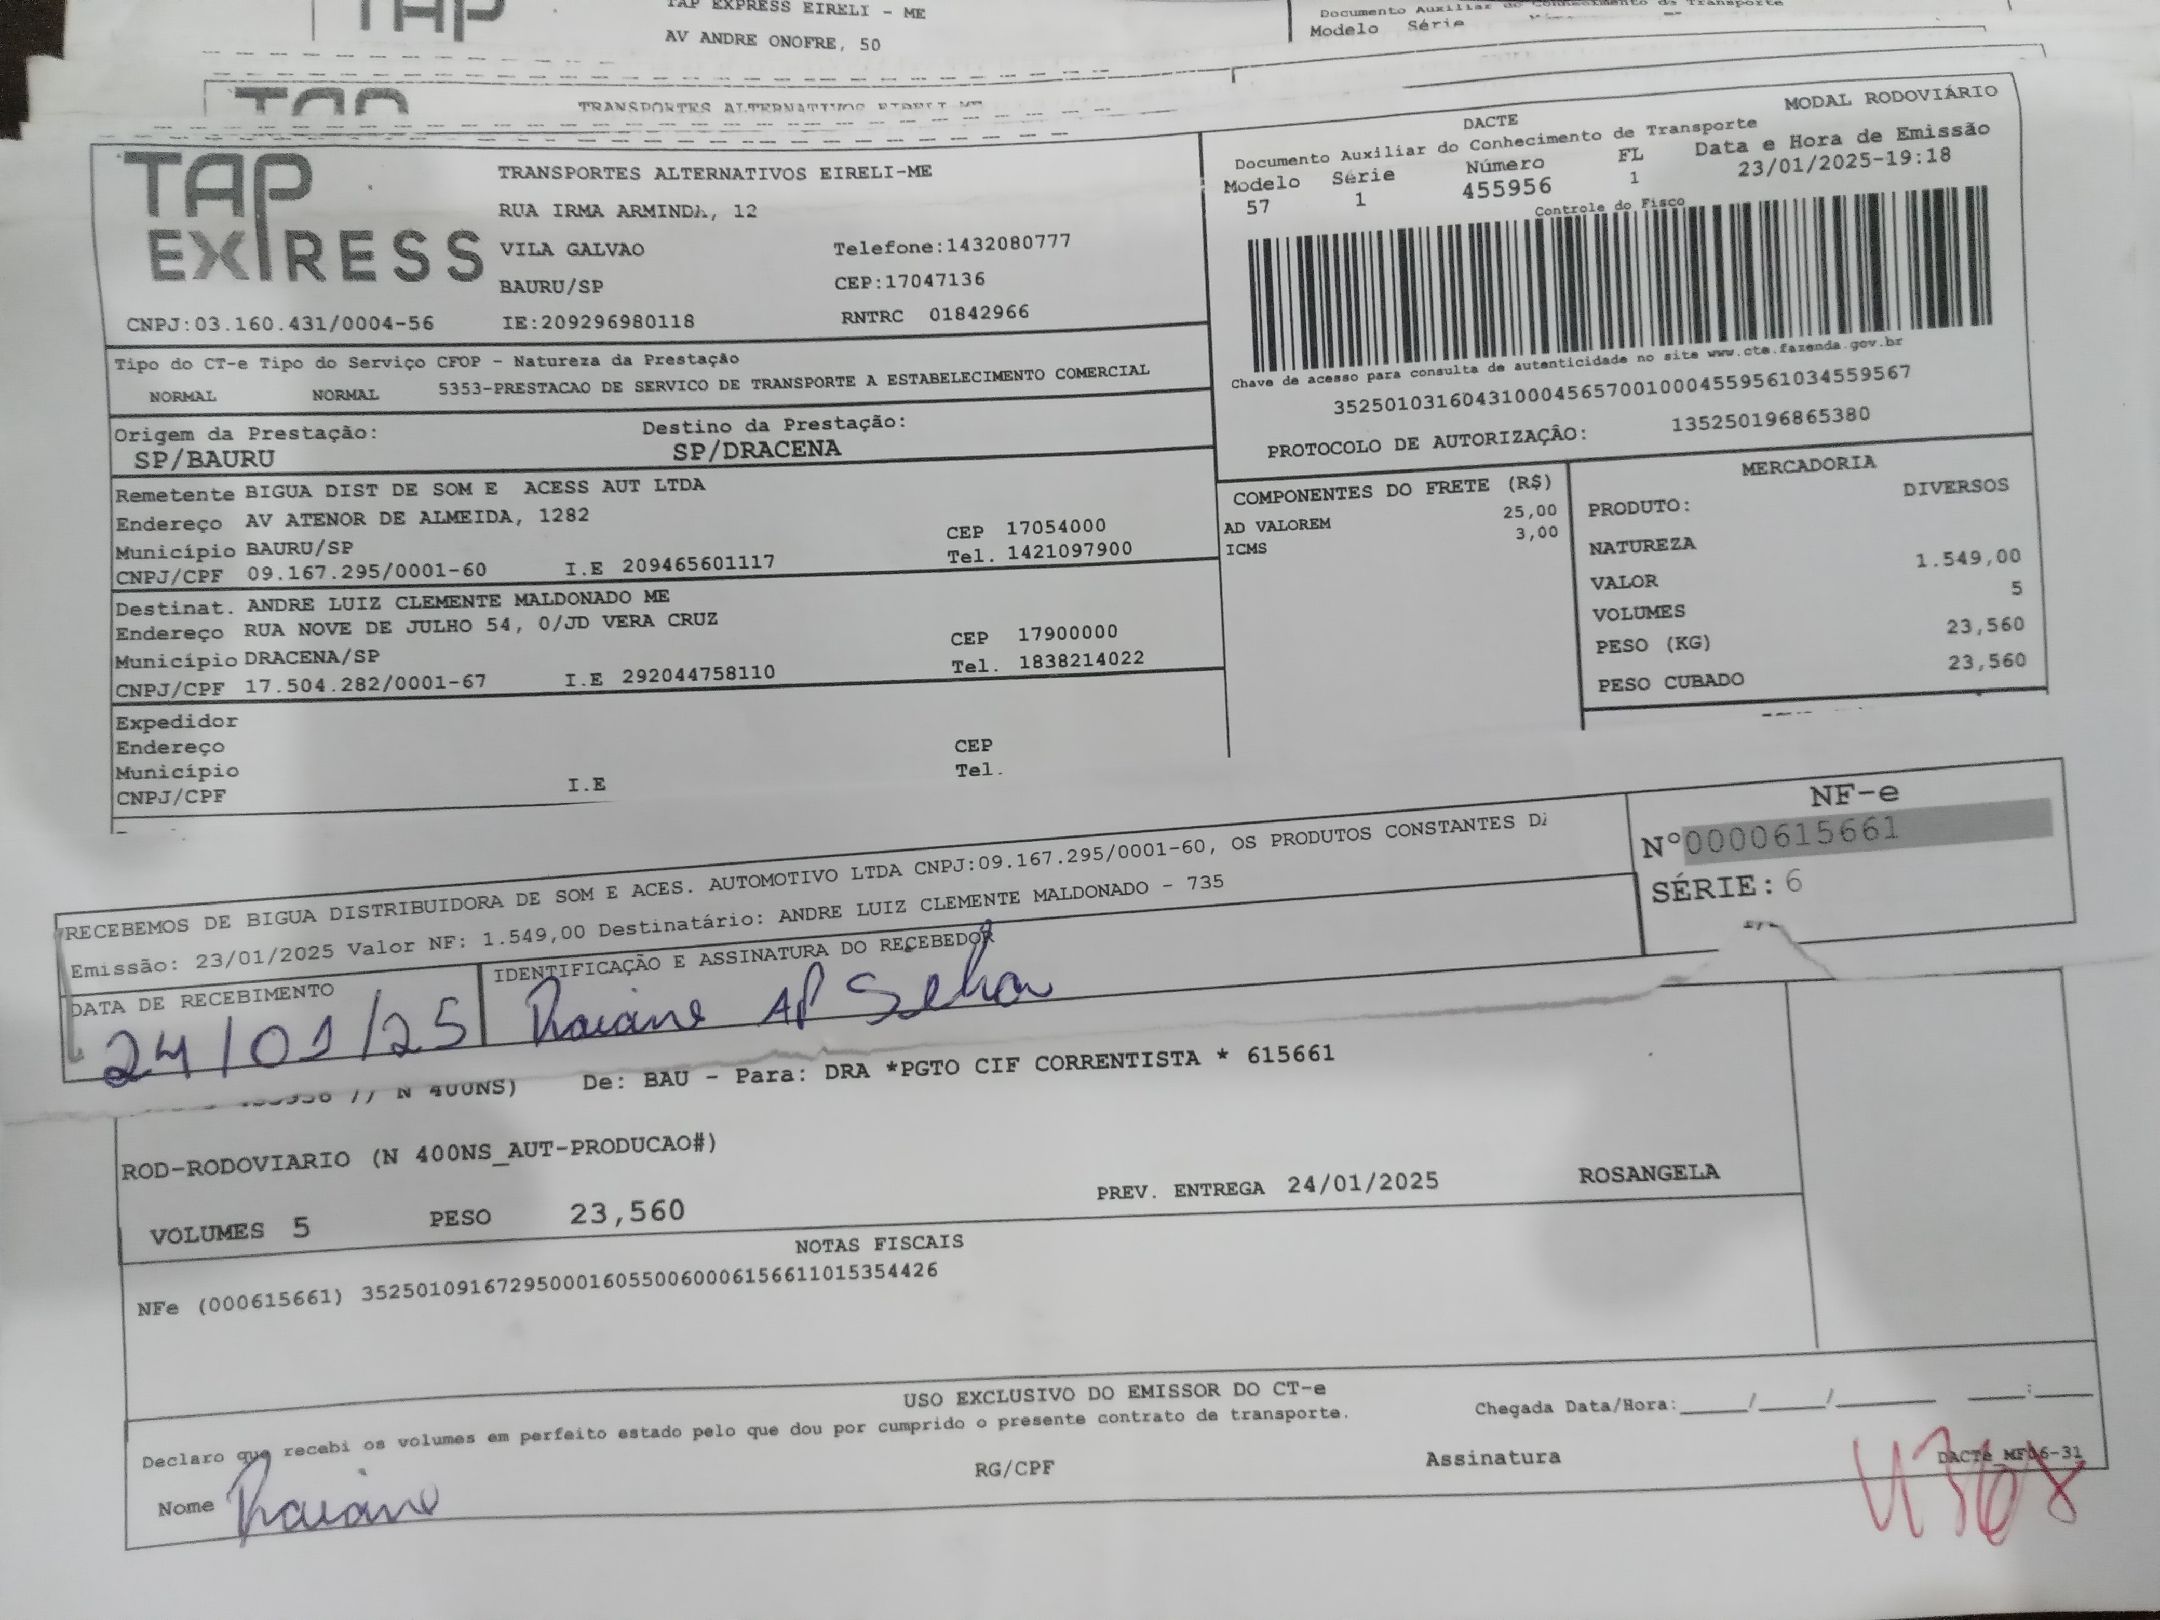 TAP
TAP EXPRESS EIRELI - ME
AV ANDRE ONOFRE, 50
Documento Auxiliar do Conhecimento de Transporte
Modelo Série
TAP
TRANSPORTES ALTERNATIVOS EIRELI-ME
TAP EXPRESS
TRANSPORTES ALTERNATIVOS EIRELI-ME
RUA IRMA ARMINDA, 12
VILA GALVAO Telefone:1432080777
BAURU/SP CEP:17047136
CNPJ:03.160.431/0004-56 IE:209296980118 RNTRC 01842966
DACTE MODAL RODOVIÁRIO
Documento Auxiliar do Conhecimento de Transporte
Modelo Série Número FL Data e Hora de Emissão
57 1 455956 1 23/01/2025-19:18
Controle do Fisco
Chave de acesso para consulta de autenticidade no site www.cte.fazenda.gov.br
35250103160431000456570010004559561034559567
PROTOCOLO DE AUTORIZAÇÃO: 135250196865380
Tipo do CT-e Tipo do Serviço CFOP - Natureza da Prestação
NORMAL NORMAL 5353-PRESTACAO DE SERVICO DE TRANSPORTE A ESTABELECIMENTO COMERCIAL
Origem da Prestação: Destino da Prestação:
SP/BAURU SP/DRACENA
Remetente BIGUA DIST DE SOM E ACESS AUT LTDA
Endereço AV ATENOR DE ALMEIDA, 1282 CEP 17054000
Município BAURU/SP Tel. 1421097900
CNPJ/CPF 09.167.295/0001-60 I.E 209465601117
Destinat. ANDRE LUIZ CLEMENTE MALDONADO ME
Endereço RUA NOVE DE JULHO 54, 0/JD VERA CRUZ CEP 17900000
Município DRACENA/SP Tel. 1838214022
CNPJ/CPF 17.504.282/0001-67 I.E 292044758110
Expedidor
Endereço CEP
Município Tel.
CNPJ/CPF I.E
COMPONENTES DO FRETE (R$)
AD VALOREM 25,00
ICMS 3,00
MERCADORIA
PRODUTO: DIVERSOS
NATUREZA
VALOR 1.549,00
VOLUMES 5
PESO (KG) 23,560
PESO CUBADO 23,560
RECEBEMOS DE BIGUA DISTRIBUIDORA DE SOM E ACES. AUTOMOTIVO LTDA CNPJ:09.167.295/0001-60, OS PRODUTOS CONSTANTES DA
Emissão: 23/01/2025 Valor NF: 1.549,00 Destinatário: ANDRE LUIZ CLEMENTE MALDONADO - 735
DATA DE RECEBIMENTO IDENTIFICAÇÃO E ASSINATURA DO RECEBEDOR
24/01/25 Raiane AP
NF-e
Nº0000615661
SÉRIE: 6
N 400NS) De: BAU - Para: DRA *PGTO CIF CORRENTISTA * 615661
ROD-RODOVIARIO (N 400NS_AUT-PRODUCAO#)
VOLUMES 5 PESO 23,560 PREV. ENTREGA 24/01/2025 ROSANGELA
NOTAS FISCAIS
NFe (000615661) 35250109167295000160550060006156611015354426
USO EXCLUSIVO DO EMISSOR DO CT-e
Declaro que recebi os volumes em perfeito estado pelo que dou por cumprido o presente contrato de transporte.
Chegada Data/Hora:_____/_____/_____ ____:____
Nome Raiane RG/CPF Assinatura
DACTe_MF06-31